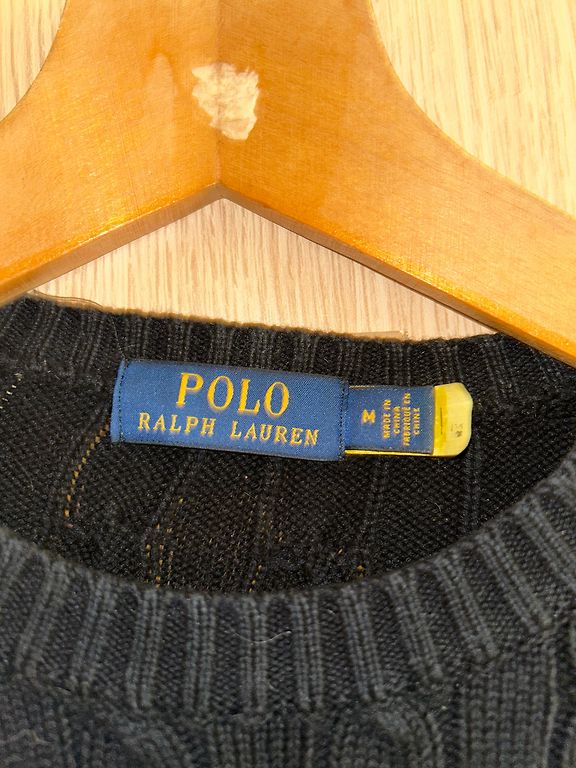 POLO
RALPH LAUREN
M
MADE IN
CHINA
FABRIQUÉ EN
CHINE